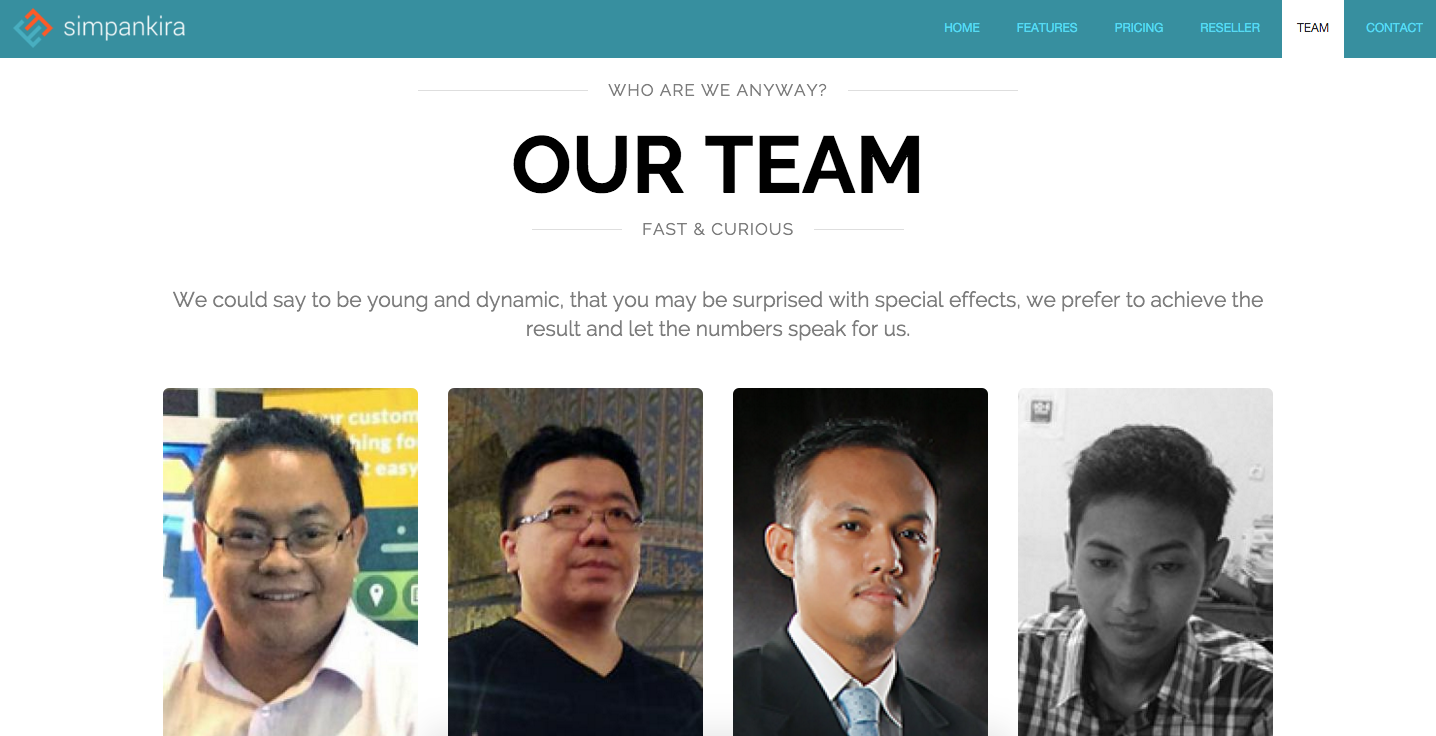 simpankira
HOME
FEATURES
PRICING
RESELLER
TEAM
CONTACT
WHO ARE WE ANYWAY?
OUR TEAM
FAST & CURIOUS
We could say to be young and dynamic, that you may be surprised with special effects, we prefer to achieve the
result and let the numbers speak for us.
custom
hing fo
t easy